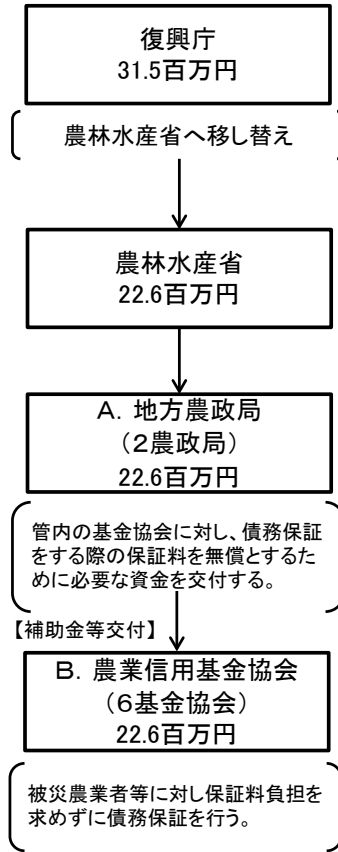 復興庁
31.5百万円
農林水産省へ移し替え
農林水産省
22.6百万円
A．地方農政局
（２農政局）
22.6百万円
管内の基金協会に対し、債務保証
をする際の保証料を無償とするた
めに必要な資金を交付する。
【補助金等交付】
B．農業信用基金協会
（６基金協会）
22.6百万円
被災農業者等に対し保証料負担を
求めずに債務保証を行う。